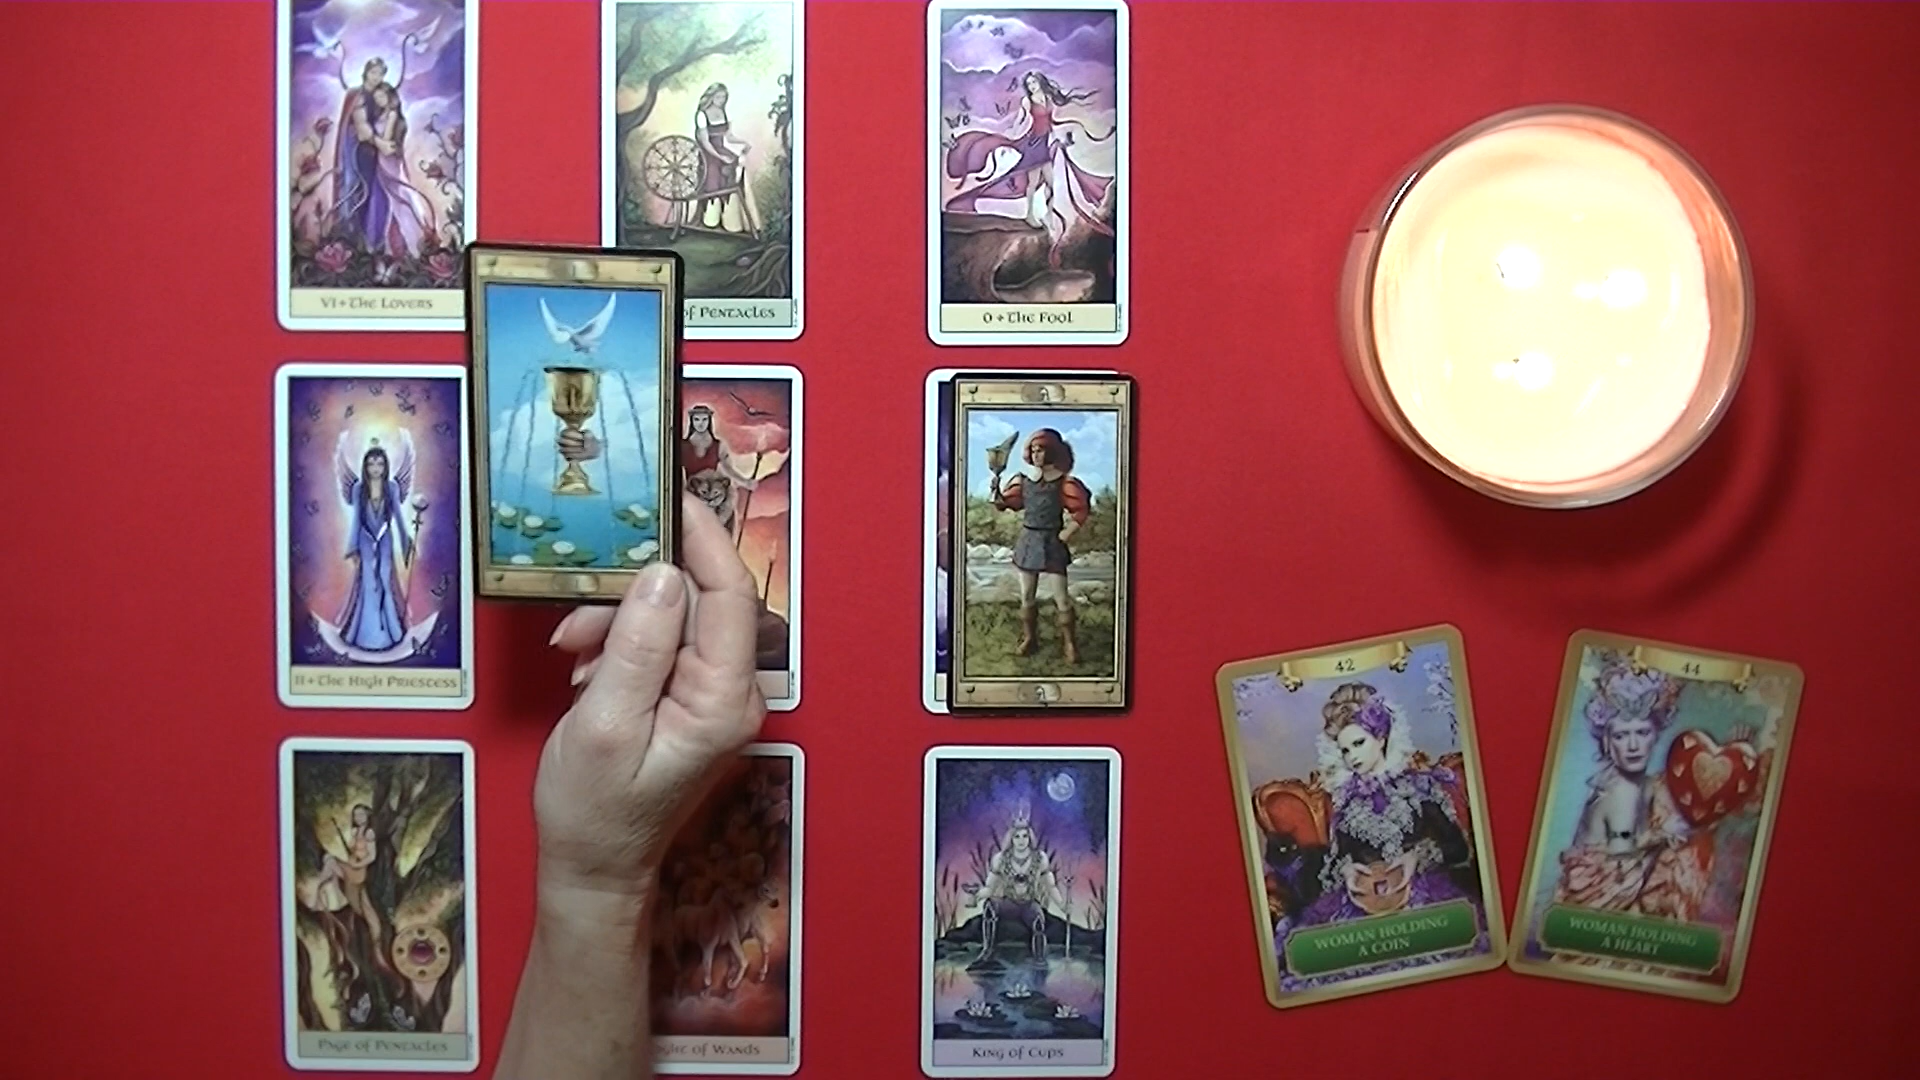 VI + The Lovers
of Pentacles
0 + The Fool
II + The High Priestess
Page of Pentacles
of Wands
King of Cups
42
WOMAN HOLDING
A COIN
44
WOMAN HOLDING
A HEART